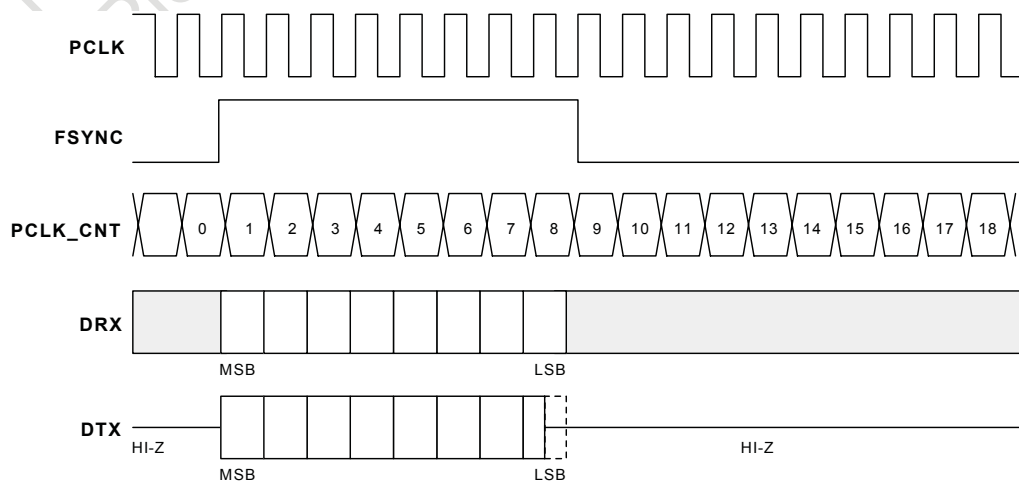 PCLK
FSYNC
PCLK_CNT 0 1 2 3 4 5 6 7 8 9 10 11 12 13 14 15 16 17 18
DRX
MSB LSB
DTX
HI-Z HI-Z
MSB LSB